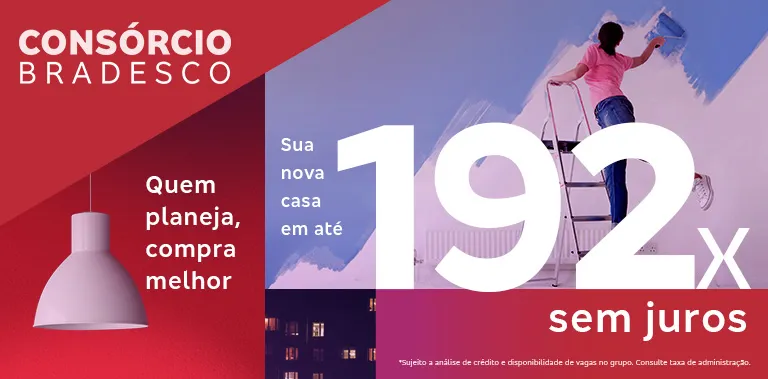 CONSÓRCIO
BRADESCO
Quem
planeja,
compra
melhor
Sua
nova
casa
em até
192x
sem juros
*Sujeito a análise de crédito e disponibilidade de vagas no grupo. Consulte taxa de administração.